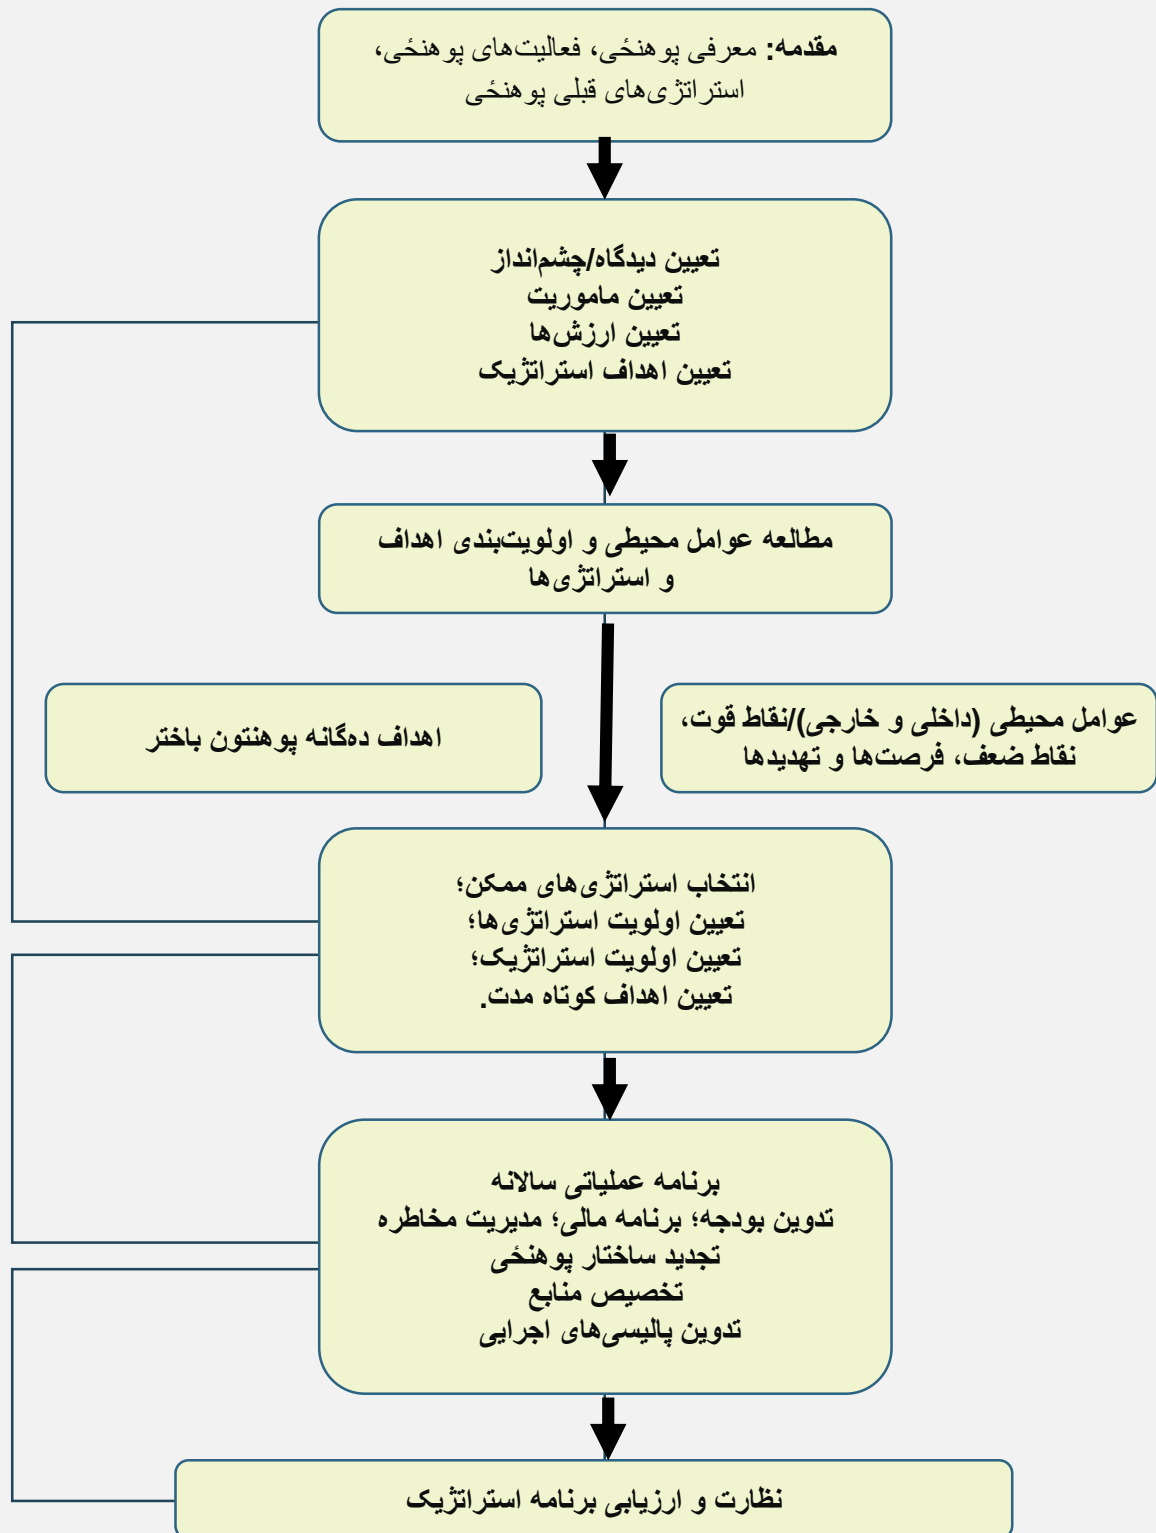 مقدمه: معرفی پوهنځی، فعالیت‌های پوهنځی،
استراتژی‌های قبلی پوهنځی
تعیین دیدگاه/چشم‌انداز
تعیین ماموریت
تعیین ارزش‌ها
تعیین اهداف استراتژیک
مطالعه عوامل محیطی و اولویت‌بندی اهداف
و استراتژی‌ها
عوامل محیطی (داخلی و خارجی)/نقاط قوت،
نقاط ضعف، فرصت‌ها و تهدیدها
اهداف ده‌گانه پوهنتون باختر
انتخاب استراتژی‌های ممکن؛
تعیین اولویت استراتژی‌ها؛
تعیین اولویت استراتژیک؛
تعیین اهداف کوتاه مدت.
برنامه عملیاتی سالانه
تدوین بودجه؛ برنامه مالی؛ مدیریت مخاطره
تجدید ساختار پوهنځی
تخصیص منابع
تدوین پالیسی‌های اجرایی
نظارت و ارزیابی برنامه استراتژیک